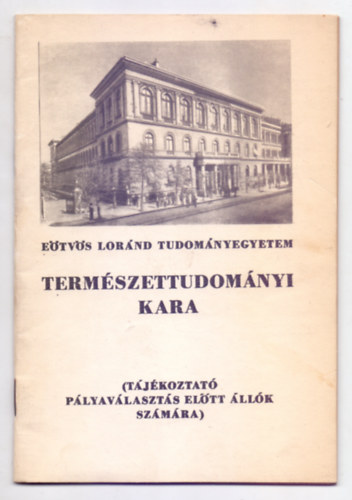 EÖTVÖS LORÁND TUDOMÁNYEGYETEM
TERMÉSZETTUDOMÁNYI
KARA
(TÁJÉKOZTATÓ
PÁLYAVÁLASZTÁS ELŐTT ÁLLÓK
SZÁMÁRA)